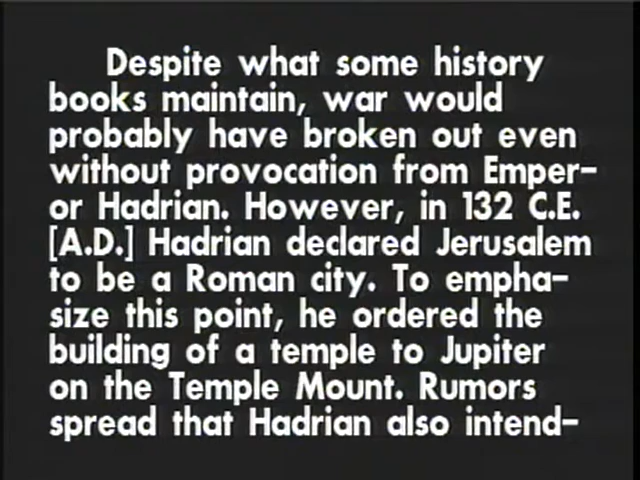 Despite what some history
books maintain, war would
probably have broken out even
without provocation from Emper-
or Hadrian. However, in 132 C.E.
[A.D.] Hadrian declared Jerusalem
to be a Roman city. To empha-
size this point, he ordered the
building of a temple to Jupiter
on the Temple Mount. Rumors
spread that Hadrian also intend-